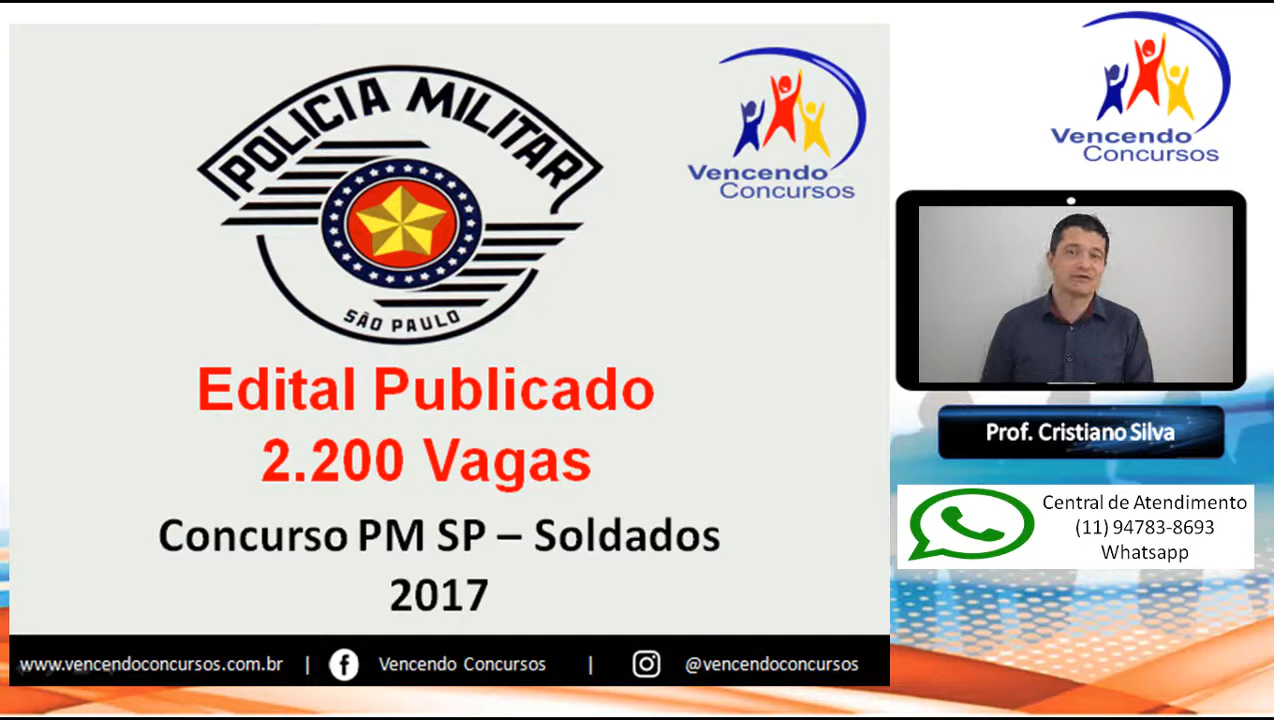 POLICIA MILITAR
SÃO PAULO
Vencendo
Concursos
Edital Publicado
2.200 Vagas
Concurso PM SP – Soldados
2017
www.vencendoconcursos.com.br | Vencendo Concursos | @vencendoconcursos
Vencendo
Concursos
Prof. Cristiano Silva
Central de Atendimento
(11) 94783-8693
Whatsapp